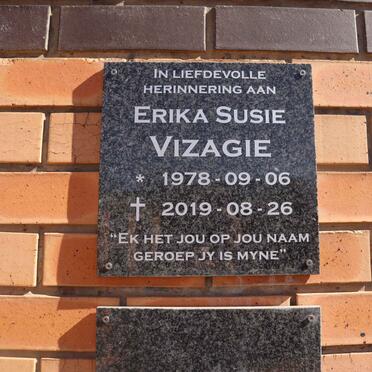 IN LIEFDEVOLLE
HERINNERING AAN
ERIKA SUSIE
VIZAGIE
* 1978 - 09 - 06
† 2019 - 08 - 26
“EK HET JOU OP JOU NAAM
GEROEP JY IS MYNE”